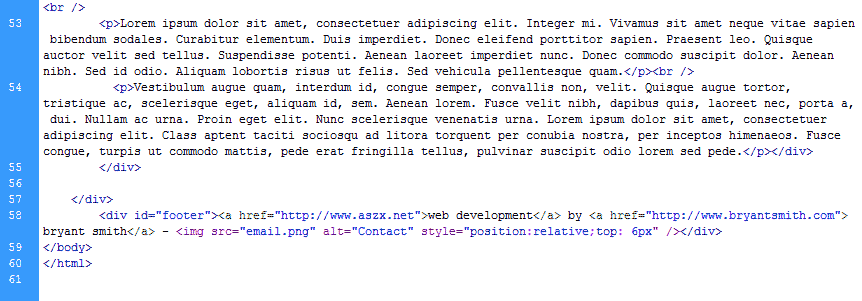 <br />
53 <p>Lorem ipsum dolor sit amet, consectetuer adipiscing elit. Integer mi. Vivamus sit amet neque vitae sapien
bibendum sodales. Curabitur elementum. Duis imperdiet. Donec eleifend porttitor sapien. Praesent leo. Quisque
auctor velit sed tellus. Suspendisse potenti. Aenean laoreet imperdiet nunc. Donec commodo suscipit dolor. Aenean
nibh. Sed id odio. Aliquam lobortis risus ut felis. Sed vehicula pellentesque quam.</p><br />
54 <p>Vestibulum augue quam, interdum id, congue semper, convallis non, velit. Quisque augue tortor,
tristique ac, scelerisque eget, aliquam id, sem. Aenean lorem. Fusce velit nibh, dapibus quis, laoreet nec, porta a,
dui. Nullam ac urna. Proin eget elit. Nunc scelerisque venenatis urna. Lorem ipsum dolor sit amet, consectetuer
adipiscing elit. Class aptent taciti sociosqu ad litora torquent per conubia nostra, per inceptos himenaeos. Fusce
congue, turpis ut commodo mattis, pede erat fringilla tellus, pulvinar suscipit odio lorem sed pede.</p></div>
55 </div>
56
57 </div>
58 <div id="footer"><a href="http://www.aszx.net">web development</a> by <a href="http://www.bryantsmith.com">
bryant smith</a> - <img src="email.png" alt="Contact" style="position:relative;top: 6px" /></div>
59 </body>
60 </html>
61